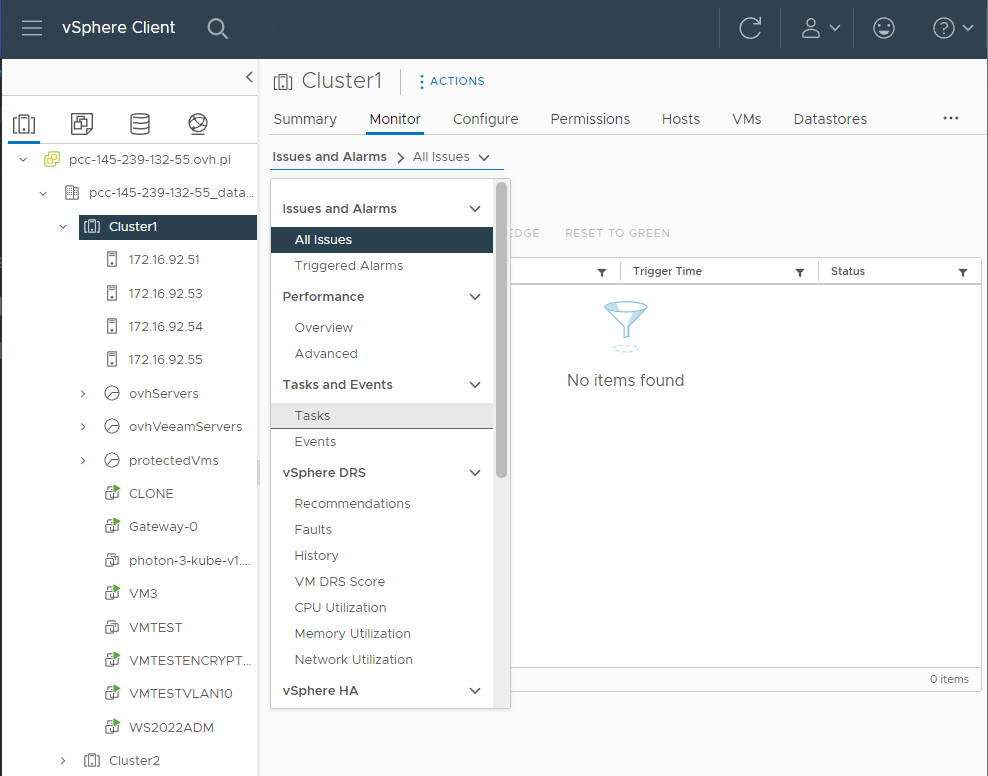 vSphere Client
Cluster1
ACTIONS
Summary Monitor Configure Permissions Hosts VMs Datastores ...
Issues and Alarms > All Issues
pcc-145-239-132-55.ovh.pl
pcc-145-239-132-55_data...
Cluster1
172.16.92.51
172.16.92.53
172.16.92.54
172.16.92.55
ovhServers
ovhVeeamServers
protectedVms
CLONE
Gateway-0
photon-3-kube-v1....
VM3
VMTEST
VMTESTENCRYPT...
VMTESTVLAN10
WS2022ADM
Cluster2
Issues and Alarms
All Issues
Triggered Alarms
Performance
Overview
Advanced
Tasks and Events
Tasks
Events
vSphere DRS
Recommendations
Faults
History
VM DRS Score
CPU Utilization
Memory Utilization
Network Utilization
vSphere HA
EDGE RESET TO GREEN
Trigger Time Status
No items found
0 items